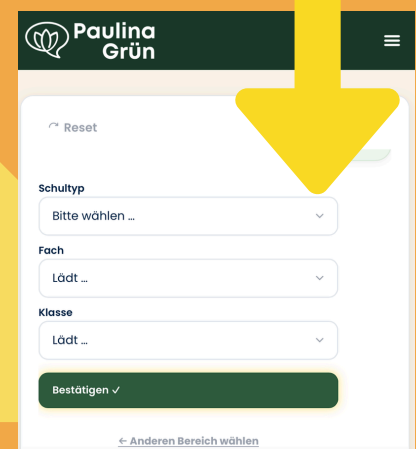 Paulina
Grün
Reset
Schultyp
Bitte wählen ...
Fach
Lädt ...
Klasse
Lädt ...
Bestätigen ✓
← Anderen Bereich wählen